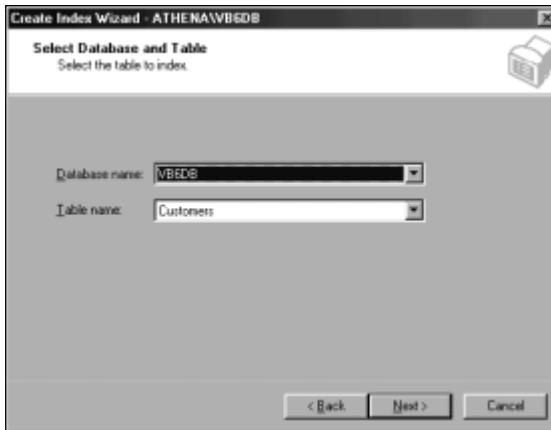 Create Index Wizard - ATHENA\VB6DB
Select Database and Table
Select the table to index.
Database name: VB6DB
Table name: Customers
< Back Next > Cancel